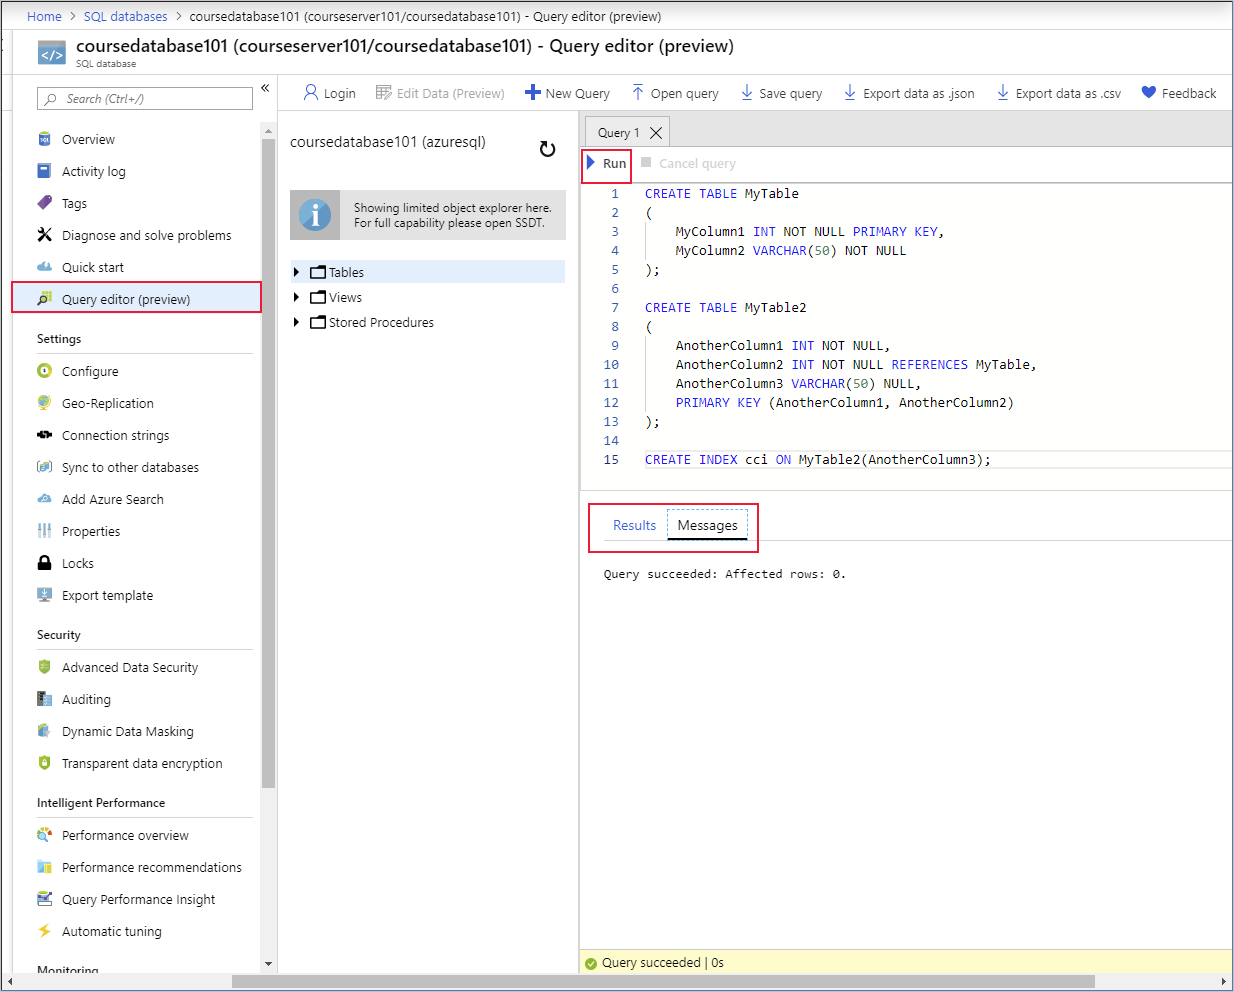 Home > SQL databases > coursedatabase101 (courseserver101/coursedatabase101) - Query editor (preview)
coursedatabase101 (courseserver101/coursedatabase101) - Query editor (preview)
SQL database
Search (Ctrl+/)
Overview
Activity log
Tags
Diagnose and solve problems
Quick start
Query editor (preview)
Settings
Configure
Geo-Replication
Connection strings
Sync to other databases
Add Azure Search
Properties
Locks
Export template
Security
Advanced Data Security
Auditing
Dynamic Data Masking
Transparent data encryption
Intelligent Performance
Performance overview
Performance recommendations
Query Performance Insight
Automatic tuning
Monitoring
Login Edit Data (Preview) New Query Open query Save query Export data as .json Export data as .csv Feedback
coursedatabase101 (azuresql)
Showing limited object explorer here.
For full capability please open SSDT.
Tables
Views
Stored Procedures
Query 1
Run Cancel query
1 CREATE TABLE MyTable
2 (
3 MyColumn1 INT NOT NULL PRIMARY KEY,
4 MyColumn2 VARCHAR(50) NOT NULL
5 );
6
7 CREATE TABLE MyTable2
8 (
9 AnotherColumn1 INT NOT NULL,
10 AnotherColumn2 INT NOT NULL REFERENCES MyTable,
11 AnotherColumn3 VARCHAR(50) NULL,
12 PRIMARY KEY (AnotherColumn1, AnotherColumn2)
13 );
14
15 CREATE INDEX cci ON MyTable2(AnotherColumn3);
Results Messages
Query succeeded: Affected rows: 0.
Query succeeded | 0s